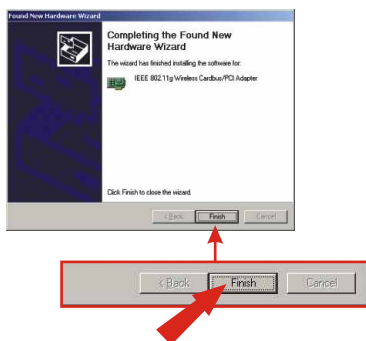 Found New Hardware Wizard
Completing the Found New
Hardware Wizard
The wizard has finished installing the software for:
IEEE 802.11g Wireless Cardbus/PCI Adapter
Click Finish to close the wizard.
< Back Finish Cancel
< Back Finish Cancel